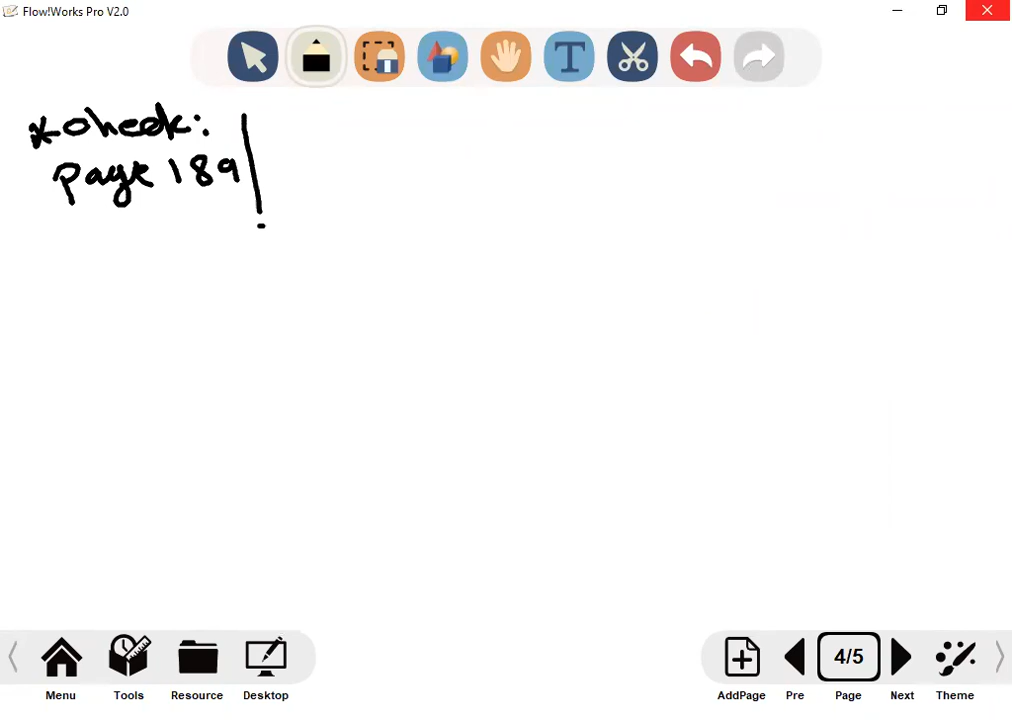 Flow!Works Pro V2.0
*check:
page 189!
Menu Tools Resource Desktop
4/5
AddPage Pre Page Next Theme